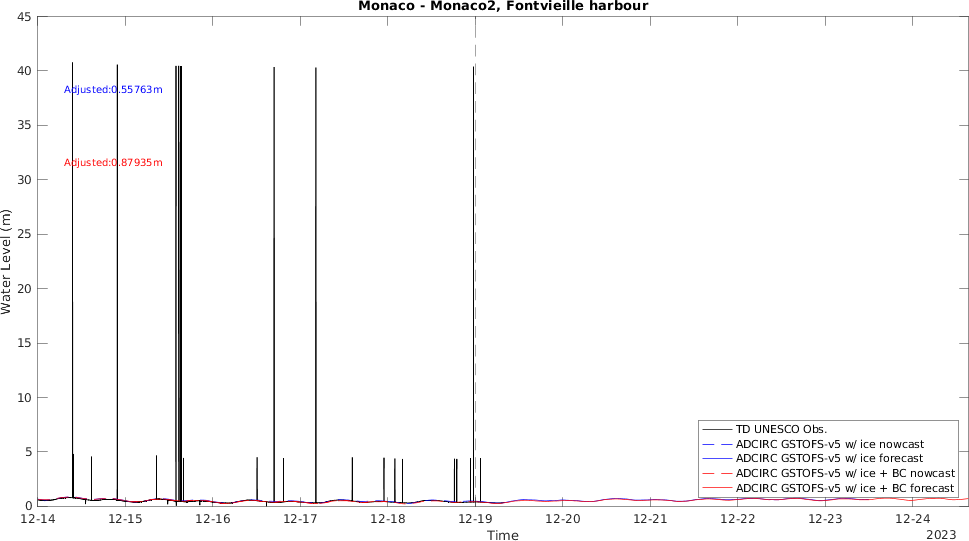 Monaco - Monaco2, Fontvieille harbour
45
40
35
30
25
20
15
10
5
0
Water Level (m)
Adjusted:0.55763m
Adjusted:0.87935m
TD UNESCO Obs.
ADCIRC GSTOFS-v5 w/ ice nowcast
ADCIRC GSTOFS-v5 w/ ice forecast
ADCIRC GSTOFS-v5 w/ ice + BC nowcast
ADCIRC GSTOFS-v5 w/ ice + BC forecast
12-14 12-15 12-16 12-17 12-18 12-19 12-20 12-21 12-22 12-23 12-24
Time
2023